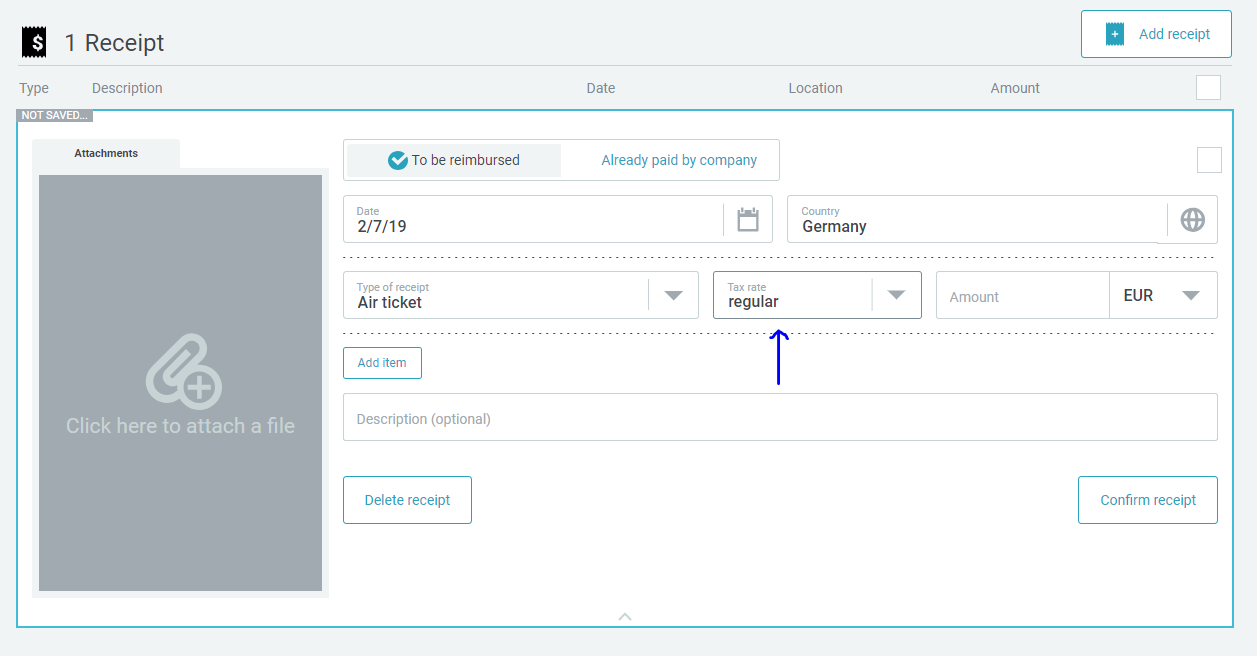 $ 1 Receipt
+ Add receipt
Type Description Date Location Amount
NOT SAVED...
Attachments
To be reimbursed Already paid by company
Date
2/7/19
Country
Germany
Type of receipt
Air ticket
Tax rate
regular
Amount
EUR
Add item
Click here to attach a file
Description (optional)
Delete receipt
Confirm receipt